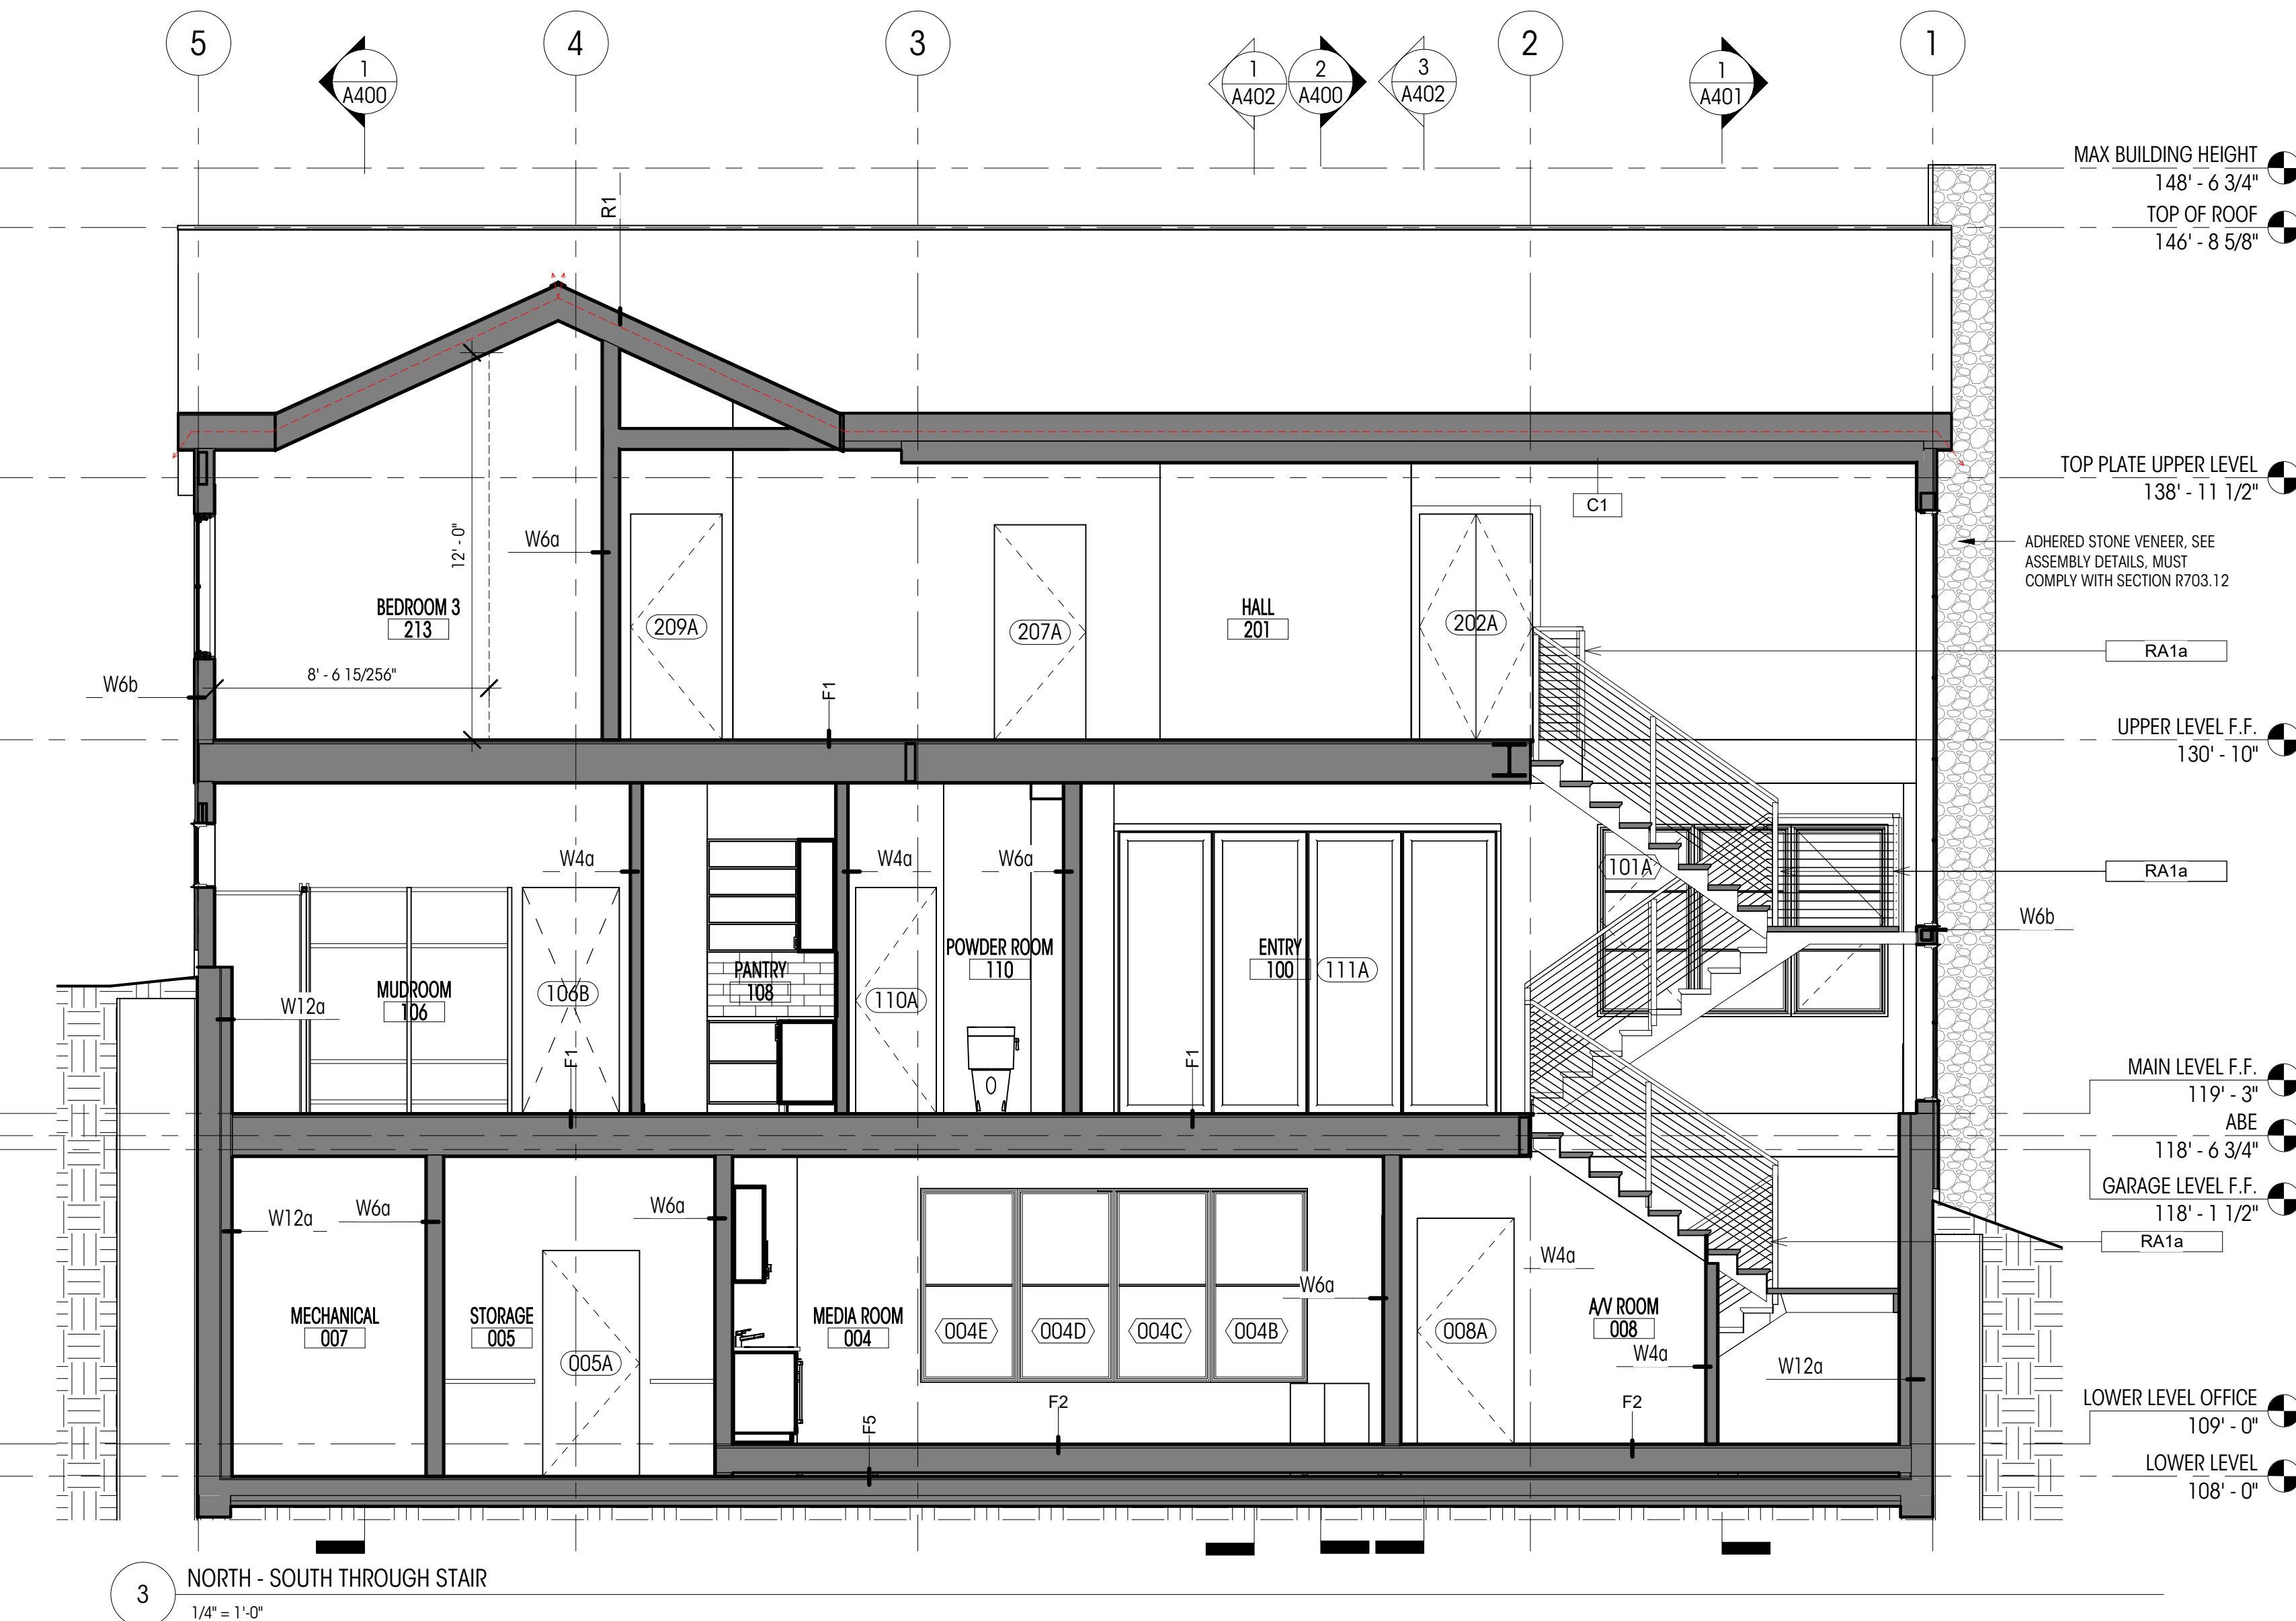 5
4
3
2
1
1
A400
1
A402
2
A400
3
A402
1
A401
MAX BUILDING HEIGHT
148' - 6 3/4"
TOP OF ROOF
146' - 8 5/8"
R1
TOP PLATE UPPER LEVEL
138' - 11 1/2"
C1
ADHERED STONE VENEER, SEE
ASSEMBLY DETAILS, MUST
COMPLY WITH SECTION R703.12
12' - 0"
W6a
BEDROOM 3
213
209A
207A
HALL
201
202A
RA1a
8' - 6 15/256"
W6b
F1
UPPER LEVEL F.F.
130' - 10"
W4a
W4a
W6a
101A
RA1a
W6b
MUDROOM
106
W12a
106B
PANTRY
108
110A
POWDER ROOM
110
ENTRY
100
111A
F1
F1
MAIN LEVEL F.F.
119' - 3"
ABE
118' - 6 3/4"
GARAGE LEVEL F.F.
118' - 1 1/2"
RA1a
W12a
W6a
W6a
W4a
W6a
MECHANICAL
007
STORAGE
005
005A
MEDIA ROOM
004
004E
004D
004C
004B
008A
A/V ROOM
008
W4a
W12a
F5
F2
F2
LOWER LEVEL OFFICE
109' - 0"
LOWER LEVEL
108' - 0"
3
NORTH - SOUTH THROUGH STAIR
1/4" = 1'-0"